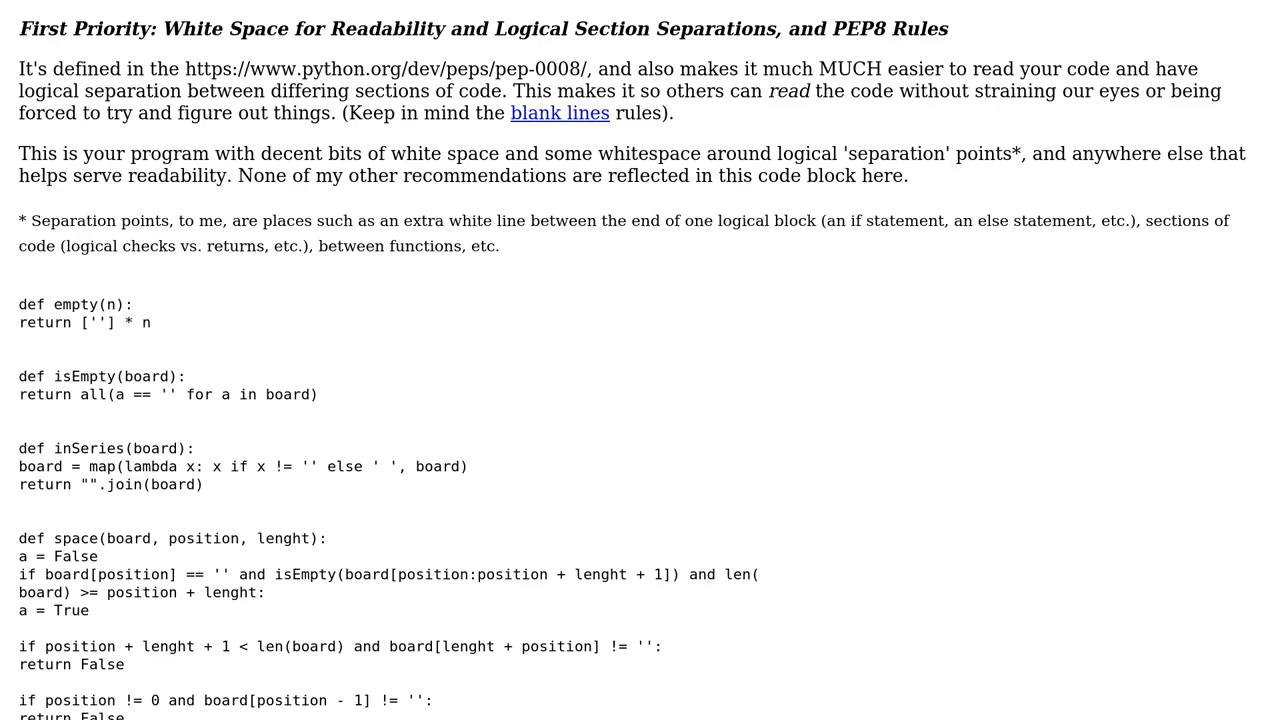 First Priority: White Space for Readability and Logical Section Separations, and PEP8 Rules
It's defined in the https://www.python.org/dev/peps/pep-0008/, and also makes it much MUCH easier to read your code and have
logical separation between differing sections of code. This makes it so others can read the code without straining our eyes or being
forced to try and figure out things. (Keep in mind the blank lines rules).
This is your program with decent bits of white space and some whitespace around logical 'separation' points*, and anywhere else that
helps serve readability. None of my other recommendations are reflected in this code block here.
* Separation points, to me, are places such as an extra white line between the end of one logical block (an if statement, an else statement, etc.), sections of
code (logical checks vs. returns, etc.), between functions, etc.
def empty(n):
return [''] * n
def isEmpty(board):
return all(a == '' for a in board)
def inSeries(board):
board = map(lambda x: x if x != '' else ' ', board)
return "".join(board)
def space(board, position, lenght):
a = False
if board[position] == '' and isEmpty(board[position:position + lenght + 1]) and len(
board) >= position + lenght:
a = True
if position + lenght + 1 < len(board) and board[lenght + position] != '':
return False
if position != 0 and board[position - 1] != '':
return False